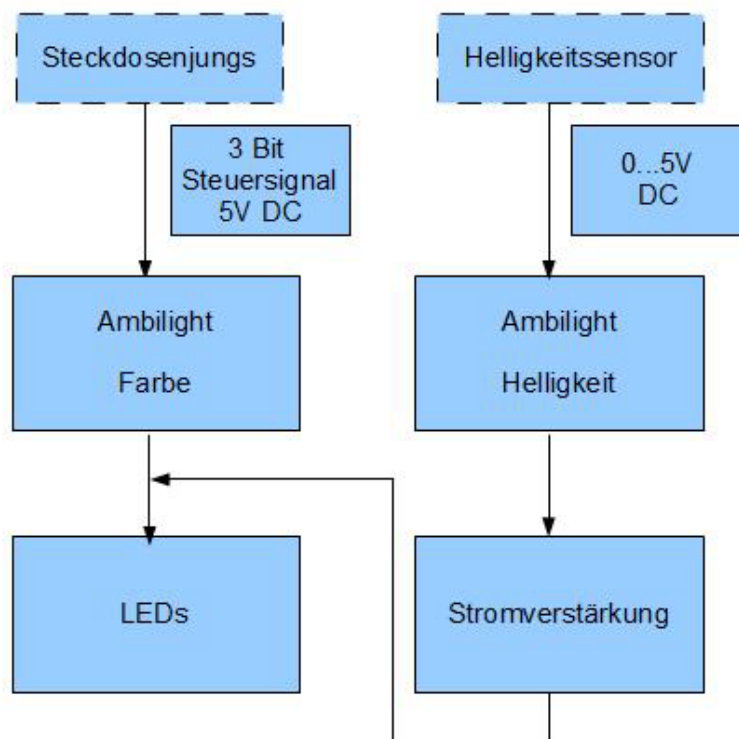 Steckdosenjungs
Helligkeitssensor
3 Bit
Steuersignal
5V DC
0...5V
DC
Ambilight
Farbe
Ambilight
Helligkeit
LEDs
Stromverstärkung